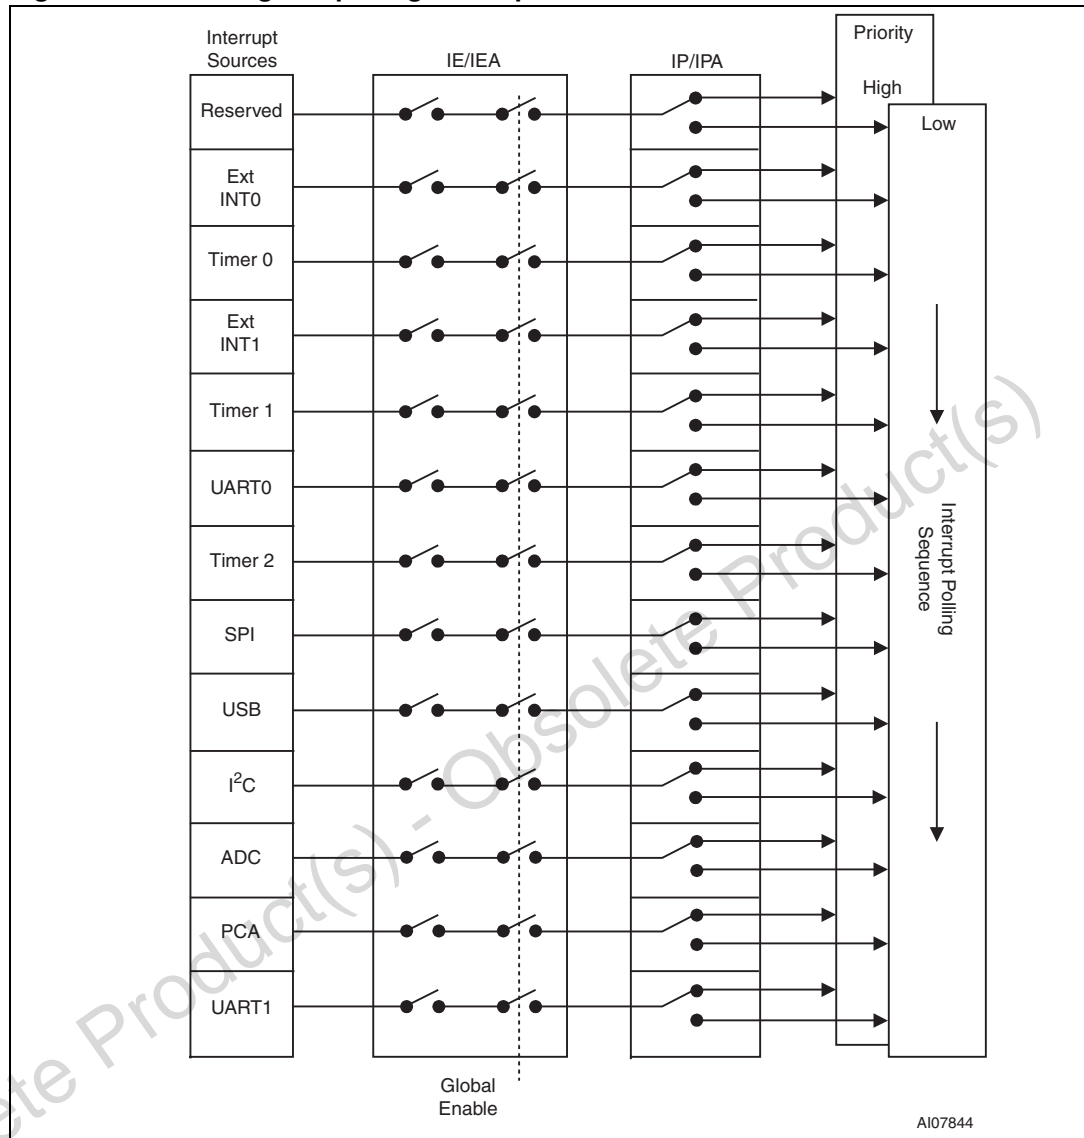 Interrupt
Sources
IE/IEA
IP/IPA
Priority
High
Low
Reserved
Ext
INT0
Timer 0
Ext
INT1
Timer 1
UART0
Timer 2
SPI
USB
I²C
ADC
PCA
UART1
Interrupt Polling
Sequence
Global
Enable
AI07844
Product(s) - Obsolete Product(s)